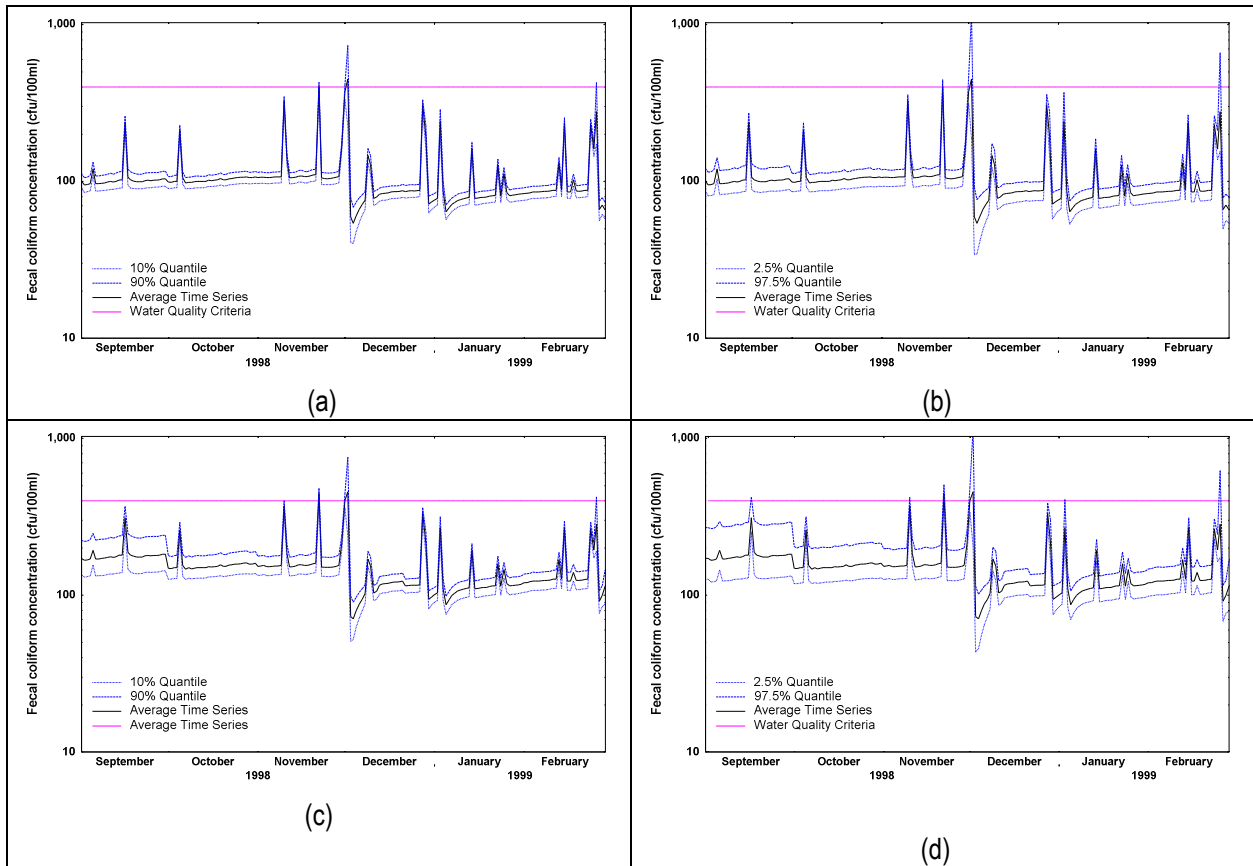 1,000
100
10
Fecal coliform concentration (cfu/100ml)
10% Quantile
90% Quantile
Average Time Series
Water Quality Criteria
September October November December January February
1998 1999
(a)
1,000
100
10
Fecal coliform concentration (cfu/100ml)
2.5% Quantile
97.5% Quantile
Average Time Series
Water Quality Criteria
September October November December January February
1998 1999
(b)
1,000
100
10
Fecal coliform concentration (cfu/100ml)
10% Quantile
90% Quantile
Average Time Series
Average Time Series
September October November December January February
1998 1999
(c)
1,000
100
10
Fecal coliform concentration (cfu/100ml)
2.5% Quantile
97.5% Quantile
Average Time Series
Water Quality Criteria
September October November December January February
1998 1999
(d)